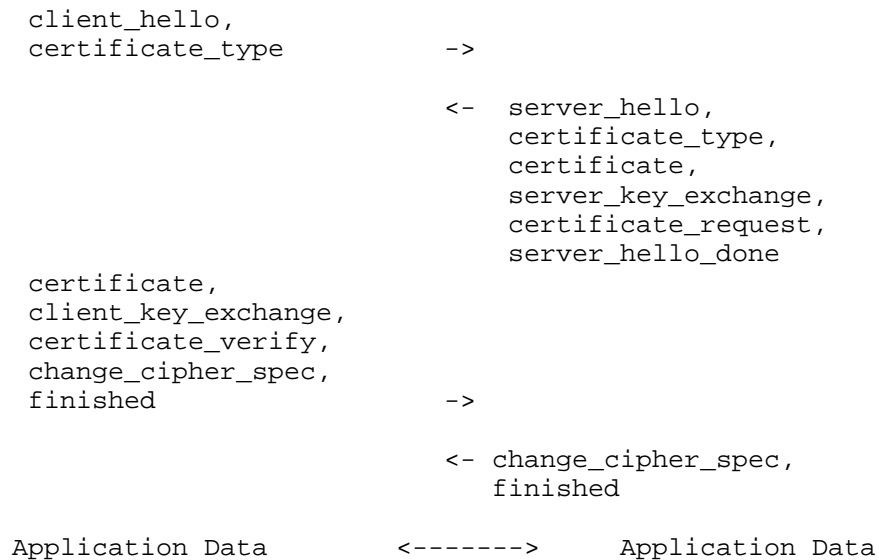 client_hello,
certificate_type ->
<- server_hello,
certificate_type,
certificate,
server_key_exchange,
certificate_request,
server_hello_done
certificate,
client_key_exchange,
certificate_verify,
change_cipher_spec,
finished ->
<- change_cipher_spec,
finished
Application Data <-------> Application Data